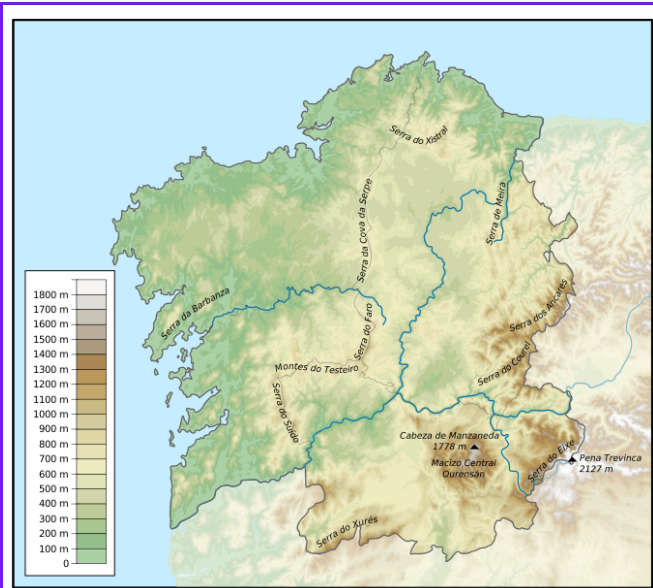 Serra do Xistral
Serra da Cova da Serpe
Serra de Meira
Serra da Barbanza
Serra dos Ancares
Serra do Faro
Serra do Courel
Montes do Testeiro
Serra do Suído
Cabeza de Manzaneda
1778 m
Macizo Central
Ourensán
Serra do Eixe
Pena Trevinca
2127 m
Serra do Xurés
1800 m
1700 m
1600 m
1500 m
1400 m
1300 m
1200 m
1100 m
1000 m
900 m
800 m
700 m
600 m
500 m
400 m
300 m
200 m
100 m
0